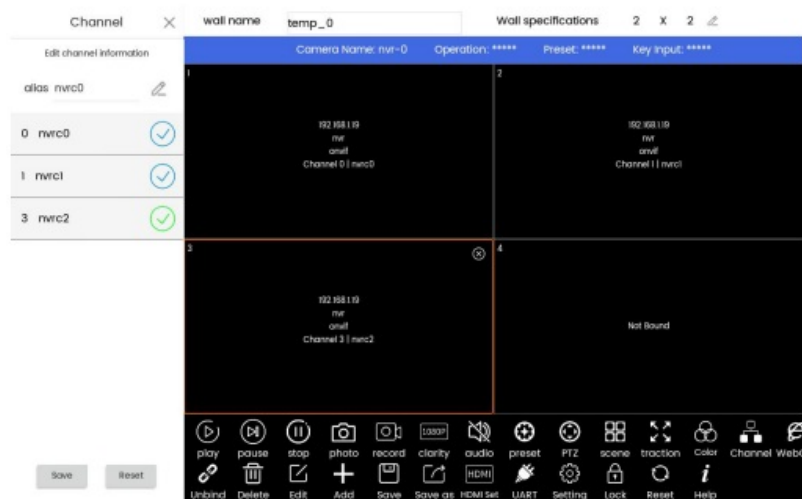 Channel
Edit channel information
alias nvrc0
0 nvrc0
1 nvrc1
3 nvrc2
Save Reset
wall name temp_0 Wall specifications 2 X 2
Camera Name: nvr-0 Operation: ***** Preset: ***** Key Input: *****
1
192.168.1.19
nvr
onvif
Channel 0 | nvrc0
2
192.168.1.19
nvr
onvif
Channel 1 | nvrc1
3
192.168.1.19
nvr
onvif
Channel 3 | nvrc2
4
Not Bound
1080P
play pause stop photo record clarity audio preset PTZ scene traction Color Channel Web
HDMI
Unbind Delete Edit Add Save Save as HDMI Set UART Setting Lock Reset Help